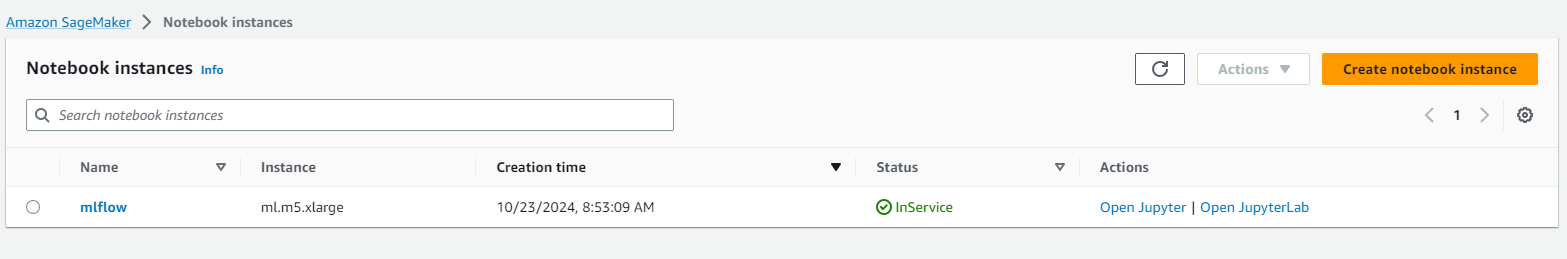 Amazon SageMaker > Notebook instances
Notebook instances Info
Actions Create notebook instance
Search notebook instances
1
Name Instance Creation time Status Actions
mlflow ml.m5.xlarge 10/23/2024, 8:53:09 AM InService Open Jupyter | Open JupyterLab